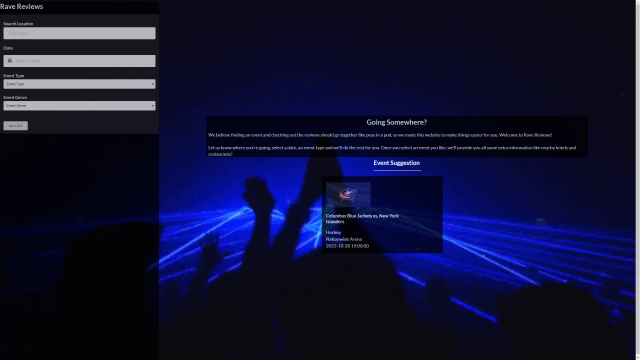 Rave Reviews
Search Location
City name
Date
Select a date
Event Type
Event Type
Event Genre
Event Genre
Let's Go!
Going Somewhere?
We believe finding an event and checking out the reviews should go together like peas in a pod, so we made this website to make things easier for you. Welcome to Rave Reviews!
Let us know where you're going, select a date, an event type and we'll do the rest for you. Once you select an event you like, we'll provide you all some extra information like nearby hotels and
restaurants!
Event Suggestion
Columbus Blue Jackets vs. New York
Islanders
Hockey
Nationwide Arena
2023-10-28 19:00:00